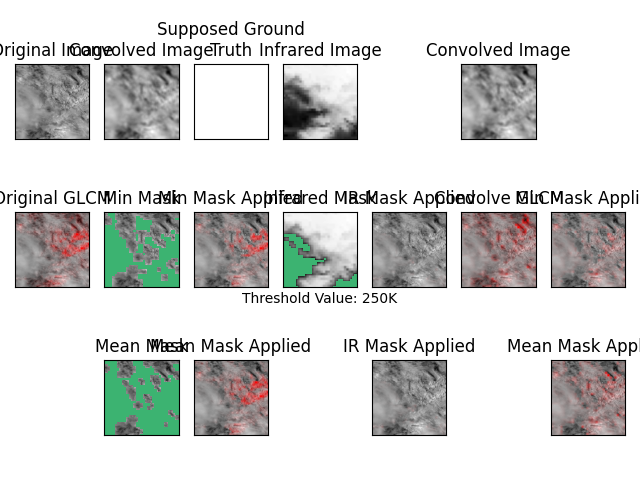 Supposed Ground
Original Image Convolved Image Truth Infrared Image Convolved Image
Original GLCM Min Mask Min Mask Applied Infrared Mask IR Mask Applied Convolve GLCM Min Mask Appli
Threshold Value: 250K
Mean Mask Mean Mask Applied IR Mask Applied Mean Mask Appl